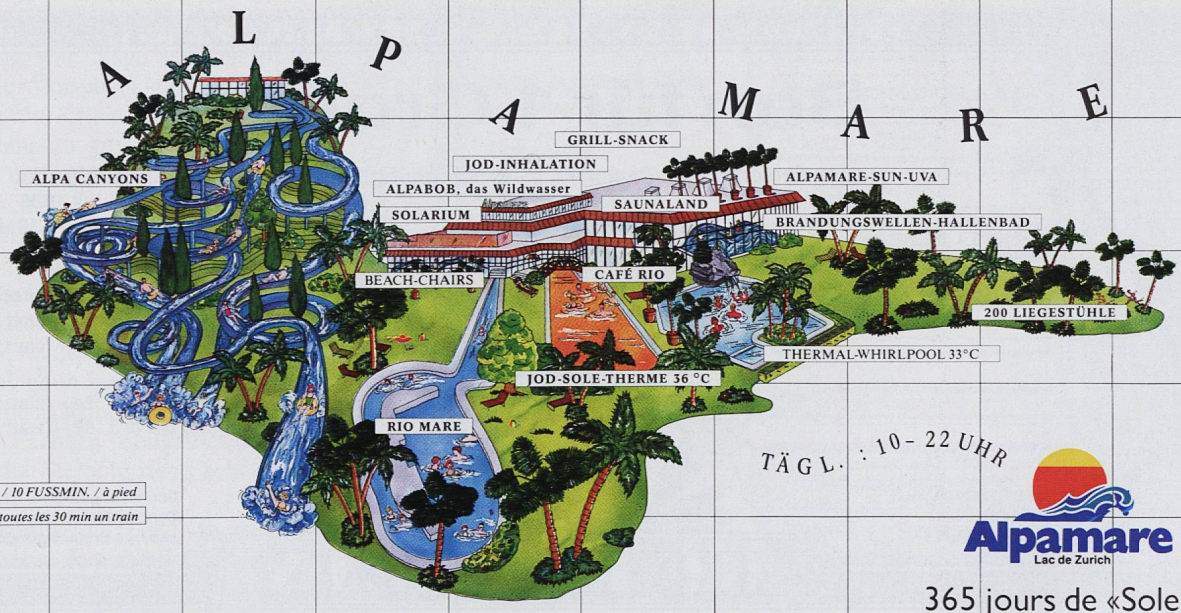 ALPAMARE
GRILL-SNACK
JOD-INHALATION
ALPA CANYONS
ALPABOB, das Wildwasser
Alpamare
ALPAMARE-SUN-UVA
SAUNALAND
SOLARIUM
BRANDUNGSWELLEN-HALLENBAD
BEACH-CHAIRS
CAFÉ RIO
200 LIEGESTÜHLE
THERMAL-WHIRLPOOL 33°C
JOD-SOLE-THERME 36 °C
RIO MARE
TÄGL. : 10 – 22 UHR
/ 10 FUSSMIN. / à pied
toutes les 30 min un train
Alpamare
Lac de Zurich
365 jours de «Sole